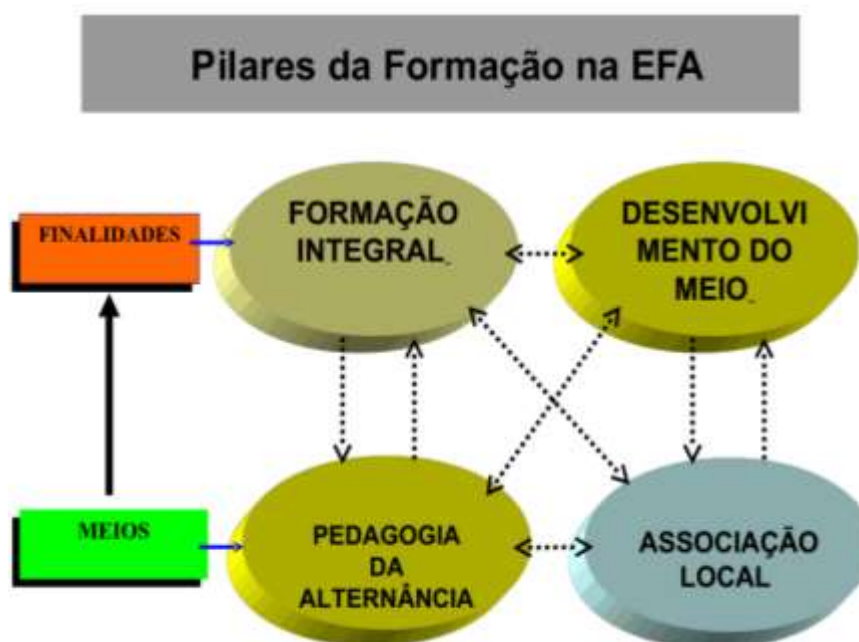 Pilares da Formação na EFA
FINALIDADES
FORMAÇÃO
INTEGRAL
DESENVOLVI
MENTO DO
MEIO
MEIOS
PEDAGOGIA
DA
ALTERNÂNCIA
ASSOCIAÇÃO
LOCAL